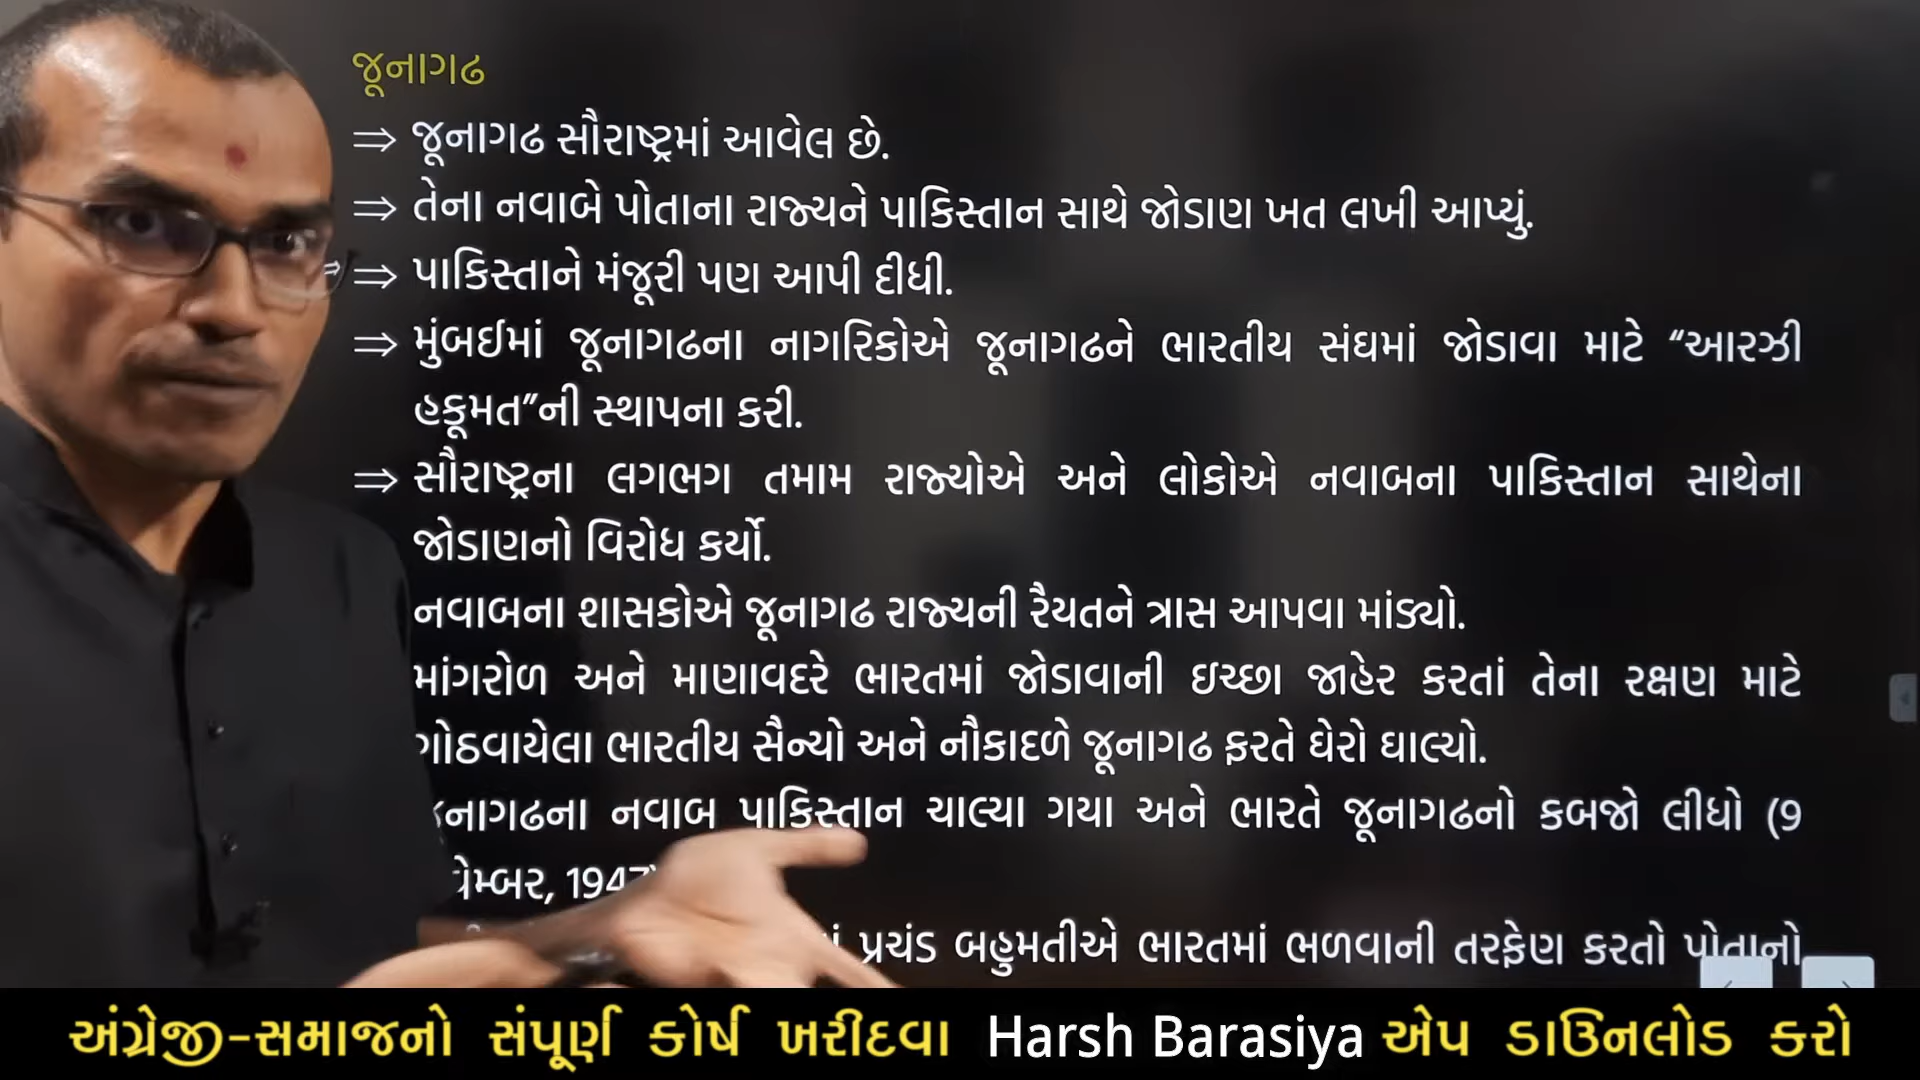 જૂનાગઢ
⇒ જૂનાગઢ સૌરાષ્ટ્રમાં આવેલ છે.
⇒ તેના નવાબે પોતાના રાજ્યને પાકિસ્તાન સાથે જોડાણ ખત લખી આપ્યું.
⇒ પાકિસ્તાને મંજૂરી પણ આપી દીધી.
⇒ મુંબઈમાં જૂનાગઢના નાગરિકોએ જૂનાગઢને ભારતીય સંઘમાં જોડાવા માટે “આરઝી
હકૂમત”ની સ્થાપના કરી.
⇒ સૌરાષ્ટ્રના લગભગ તમામ રાજ્યોએ અને લોકોએ નવાબના પાકિસ્તાન સાથેના
જોડાણનો વિરોધ કર્યો.
નવાબના શાસકોએ જૂનાગઢ રાજ્યની રૈયતને ત્રાસ આપવા માંડ્યો.
માંગરોળ અને માણાવદરે ભારતમાં જોડાવાની ઇચ્છા જાહેર કરતાં તેના રક્ષણ માટે
ગોઠવાયેલા ભારતીય સૈન્યો અને નૌકાદળે જૂનાગઢ ફરતે ઘેરો ઘાલ્યો.
નવાબ પાકિસ્તાન ચાલ્યા ગયા અને ભારતે જૂનાગઢનો કબજો લીધો (9
પ્રચંડ બહુમતીએ ભારતમાં ભળવાની તરફેણ કરતો પોતાનો
અંગ્રેજી-સમાજનો સંપૂર્ણ કોર્ષ ખરીદવા Harsh Barasiya એપ ડાઉનલોડ કરો